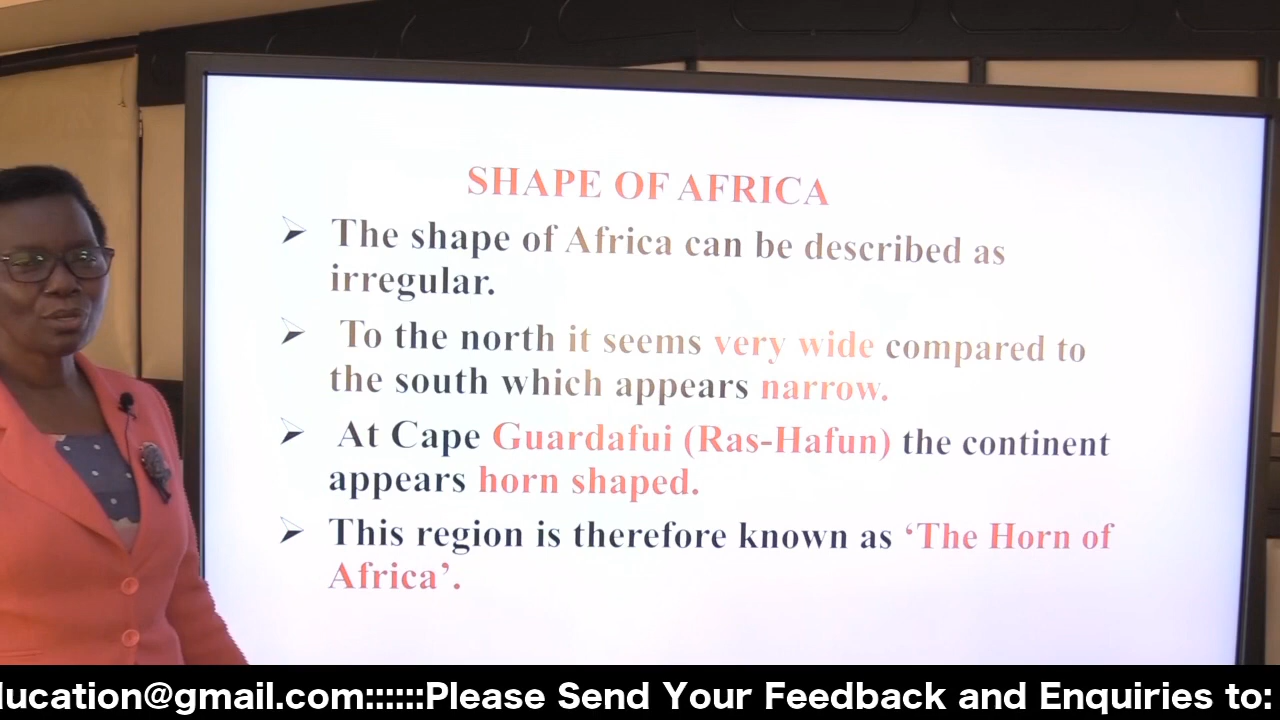 SHAPE OF AFRICA
➢ The shape of Africa can be described as
irregular.
➢ To the north it seems very wide compared to
the south which appears narrow.
➢ At Cape Guardafui (Ras-Hafun) the continent
appears horn shaped.
➢ This region is therefore known as ‘The Horn of
Africa’.
lucation@gmail.com::::::Please Send Your Feedback and Enquiries to: